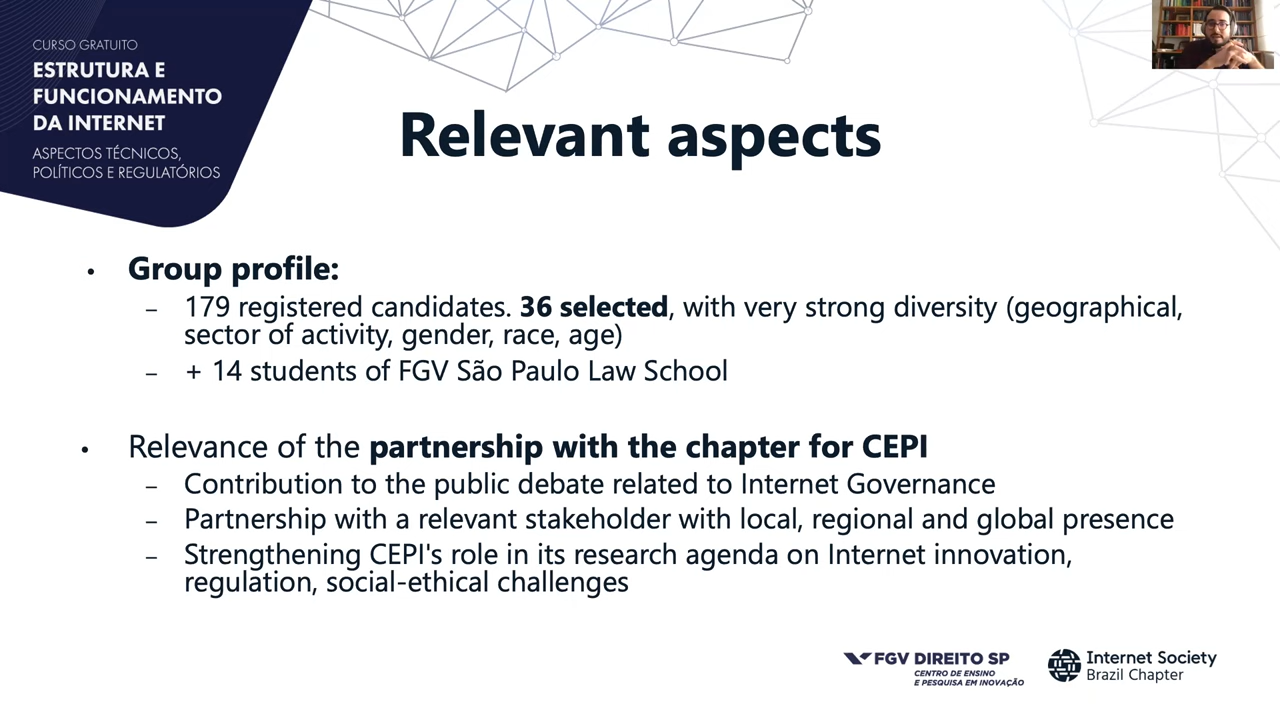 CURSO GRATUITO
ESTRUTURA E
FUNCIONAMENTO
DA INTERNET
ASPECTOS TÉCNICOS,
POLÍTICOS E REGULATÓRIOS
Relevant aspects
• Group profile:
– 179 registered candidates. 36 selected, with very strong diversity (geographical,
sector of activity, gender, race, age)
– + 14 students of FGV São Paulo Law School
• Relevance of the partnership with the chapter for CEPI
– Contribution to the public debate related to Internet Governance
– Partnership with a relevant stakeholder with local, regional and global presence
– Strengthening CEPI's role in its research agenda on Internet innovation,
regulation, social-ethical challenges
FGV DIREITO SP
CENTRO DE ENSINO
E PESQUISA EM INOVAÇÃO
Internet Society
Brazil Chapter